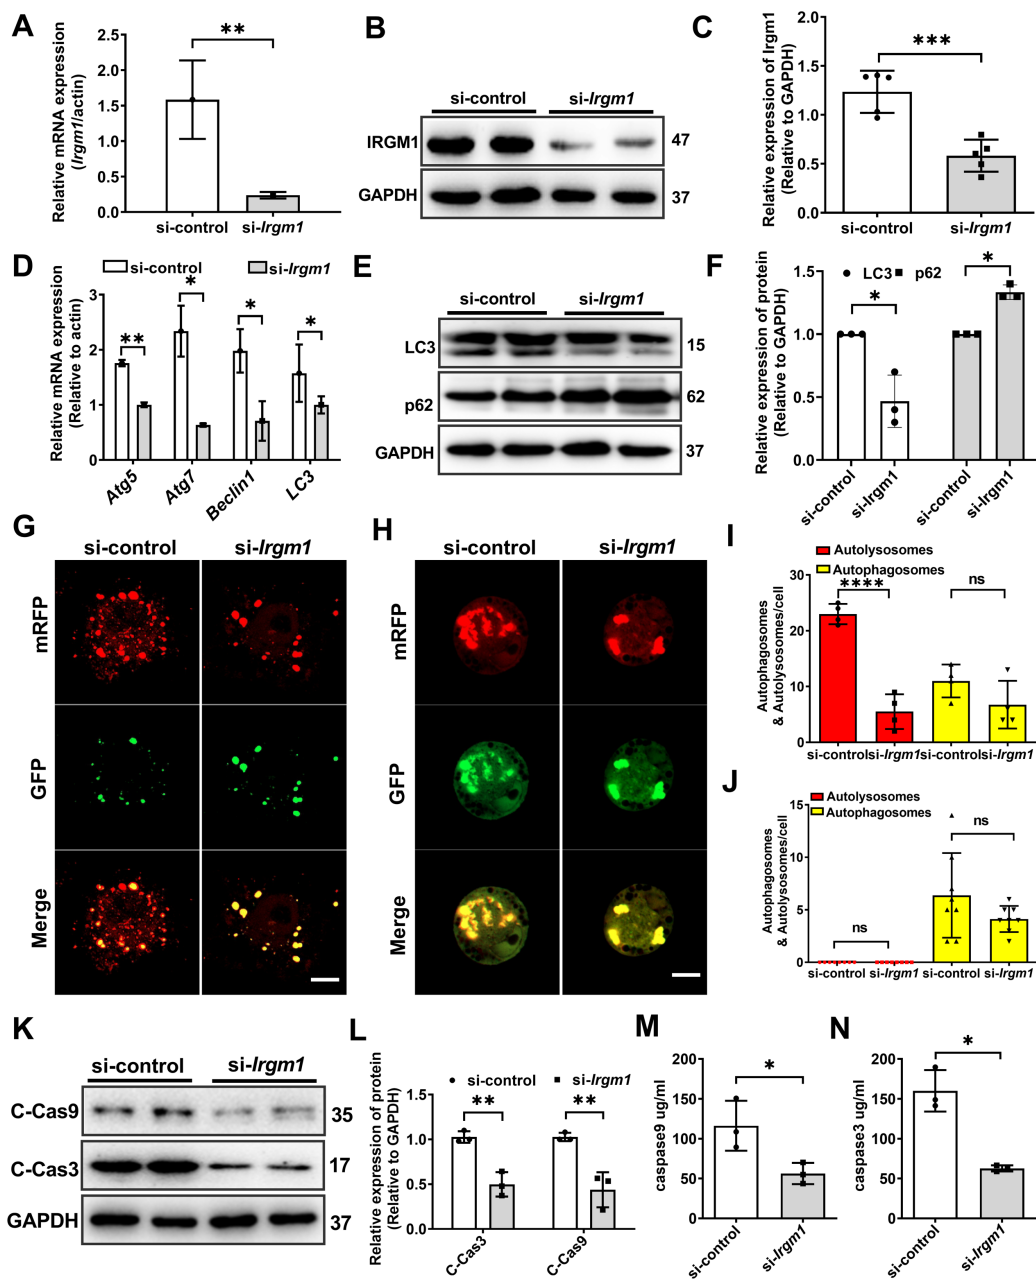 A
Relative mRNA expression
(Irgm1/actin)
2.5
2.0
1.5
1.0
0.5
0.0
**
si-control
si-Irgm1
B
si-control
si-Irgm1
IRGM1
47
GAPDH
37
C
Relative expression of Irgm1
(Relative to GAPDH)
2.0
1.5
1.0
0.5
0.0
***
si-control
si-Irgm1
D
si-control
si-Irgm1
Relative mRNA expression
(Relative to actin)
3
2
1
0
**
*
*
*
Atg5
Atg7
Beclin1
LC3
E
si-control
si-Irgm1
LC3
15
p62
62
GAPDH
37
F
Relative expression of protein
(Relative to GAPDH)
1.5
1.0
0.5
0.0
LC3
p62
*
*
si-control
si-Irgm1
si-control
si-Irgm1
G
si-control
si-Irgm1
mRFP
GFP
Merge
H
si-control
si-Irgm1
mRFP
GFP
Merge
I
Autolysosomes
Autophagosomes
Autophagosomes
& Autolysosomes/cell
30
20
10
0
****
ns
si-control
si-Irgm1
si-control
si-Irgm1
J
Autolysosomes
Autophagosomes
Autophagosomes
& Autolysosomes/cell
15
10
5
0
ns
ns
si-control
si-Irgm1
si-control
si-Irgm1
K
si-control
si-Irgm1
C-Cas9
35
C-Cas3
17
GAPDH
37
L
si-control
si-Irgm1
Relative expression of protein
(Relative to GAPDH)
1.5
1.0
0.5
0.0
**
**
C-Cas3
C-Cas9
M
caspase9 ug/ml
200
150
100
50
0
*
si-control
si-Irgm1
N
caspase3 ug/ml
200
150
100
50
0
*
si-control
si-Irgm1